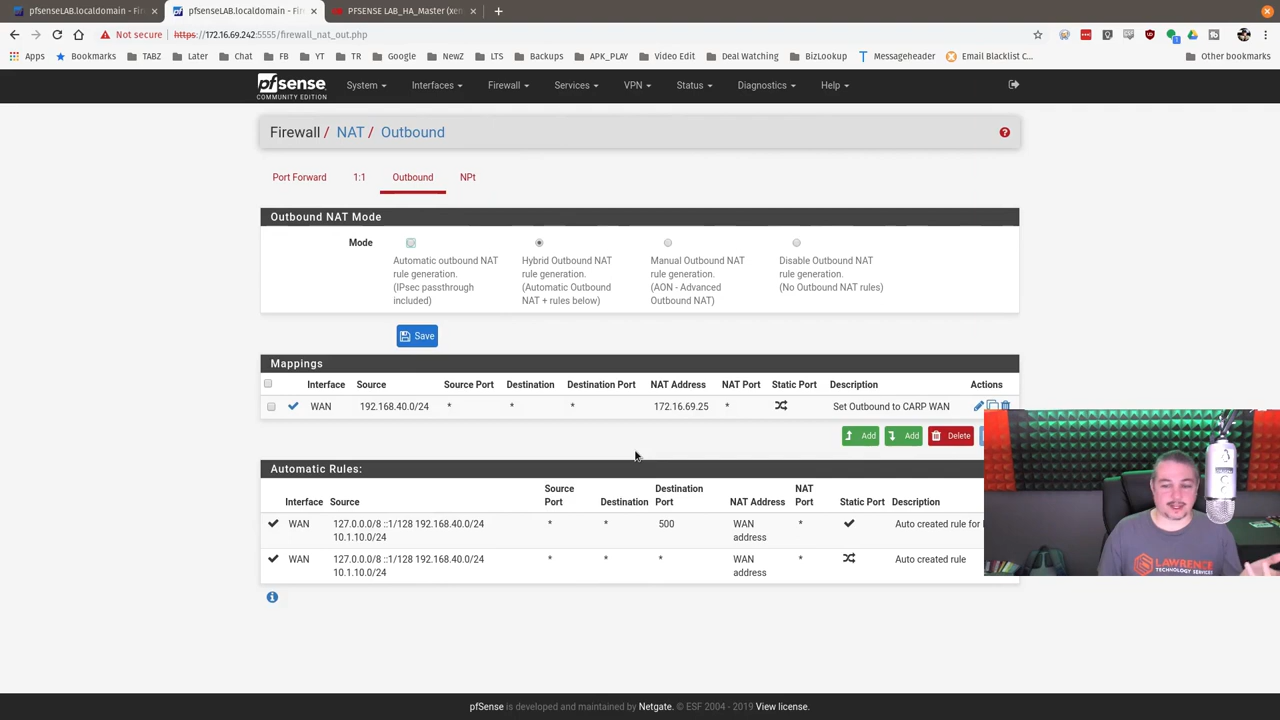 pfsenseLAB.localdomain - Fire
pfsenseLAB.localdomain - Fire
PFSENSE LAB_HA_Master (xen
Not secure https://172.16.69.242:5555/firewall_nat_out.php
Apps Bookmarks TABZ Later Chat FB YT TR Google NewZ LTS Backups APK_PLAY Video Edit Deal Watching BizLookup Messageheader Email Blacklist C... Other bookmarks
pfsense
COMMUNITY EDITION
System Interfaces Firewall Services VPN Status Diagnostics Help
Firewall / NAT / Outbound
Port Forward 1:1 Outbound NPt
Outbound NAT Mode
Mode
Automatic outbound NAT
rule generation.
(IPsec passthrough
included)
Hybrid Outbound NAT
rule generation.
(Automatic Outbound
NAT + rules below)
Manual Outbound NAT
rule generation.
(AON - Advanced
Outbound NAT)
Disable Outbound NAT
rule generation.
(No Outbound NAT rules)
Save
Mappings
Interface Source Source Port Destination Destination Port NAT Address NAT Port Static Port Description Actions
WAN 192.168.40.0/24 * * * 172.16.69.25 * Set Outbound to CARP WAN
Add Add Delete
Automatic Rules:
Interface Source Source Port Destination Destination Port NAT Address NAT Port Static Port Description
WAN 127.0.0.0/8 ::1/128 192.168.40.0/24 * * 500 WAN * Auto created rule for
10.1.10.0/24 address
WAN 127.0.0.0/8 ::1/128 192.168.40.0/24 * * * WAN * Auto created rule
10.1.10.0/24 address
LAWRENCE
TECHNOLOGY SERVICES
pfSense is developed and maintained by Netgate. © ESF 2004 - 2019 View license.